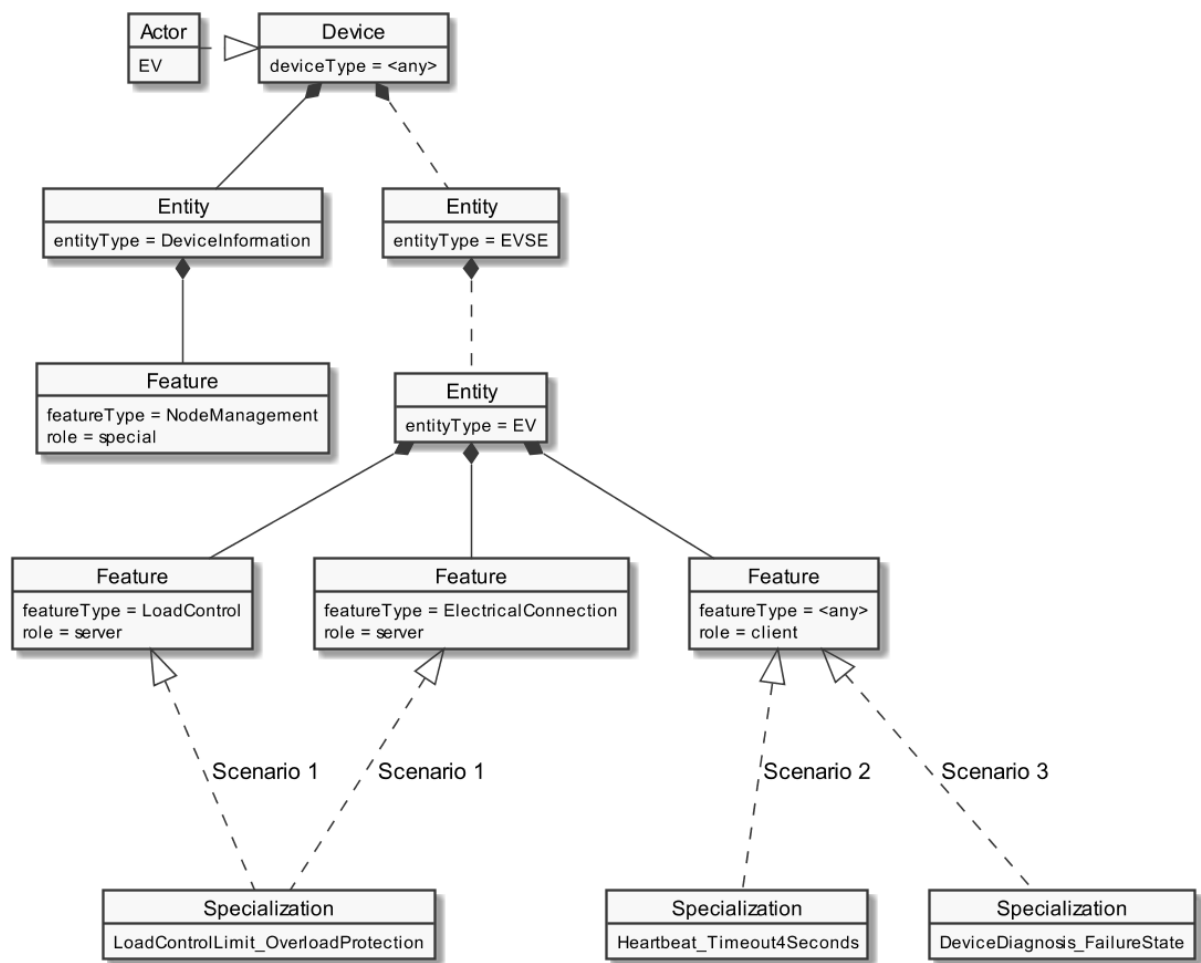 Actor
EV
Device
deviceType = <any>
Entity
entityType = DeviceInformation
Entity
entityType = EVSE
Feature
featureType = NodeManagement
role = special
Entity
entityType = EV
Feature
featureType = LoadControl
role = server
Feature
featureType = ElectricalConnection
role = server
Feature
featureType = <any>
role = client
Scenario 1
Scenario 1
Scenario 2
Scenario 3
Specialization
LoadControlLimit_OverloadProtection
Specialization
Heartbeat_Timeout4Seconds
Specialization
DeviceDiagnosis_FailureState